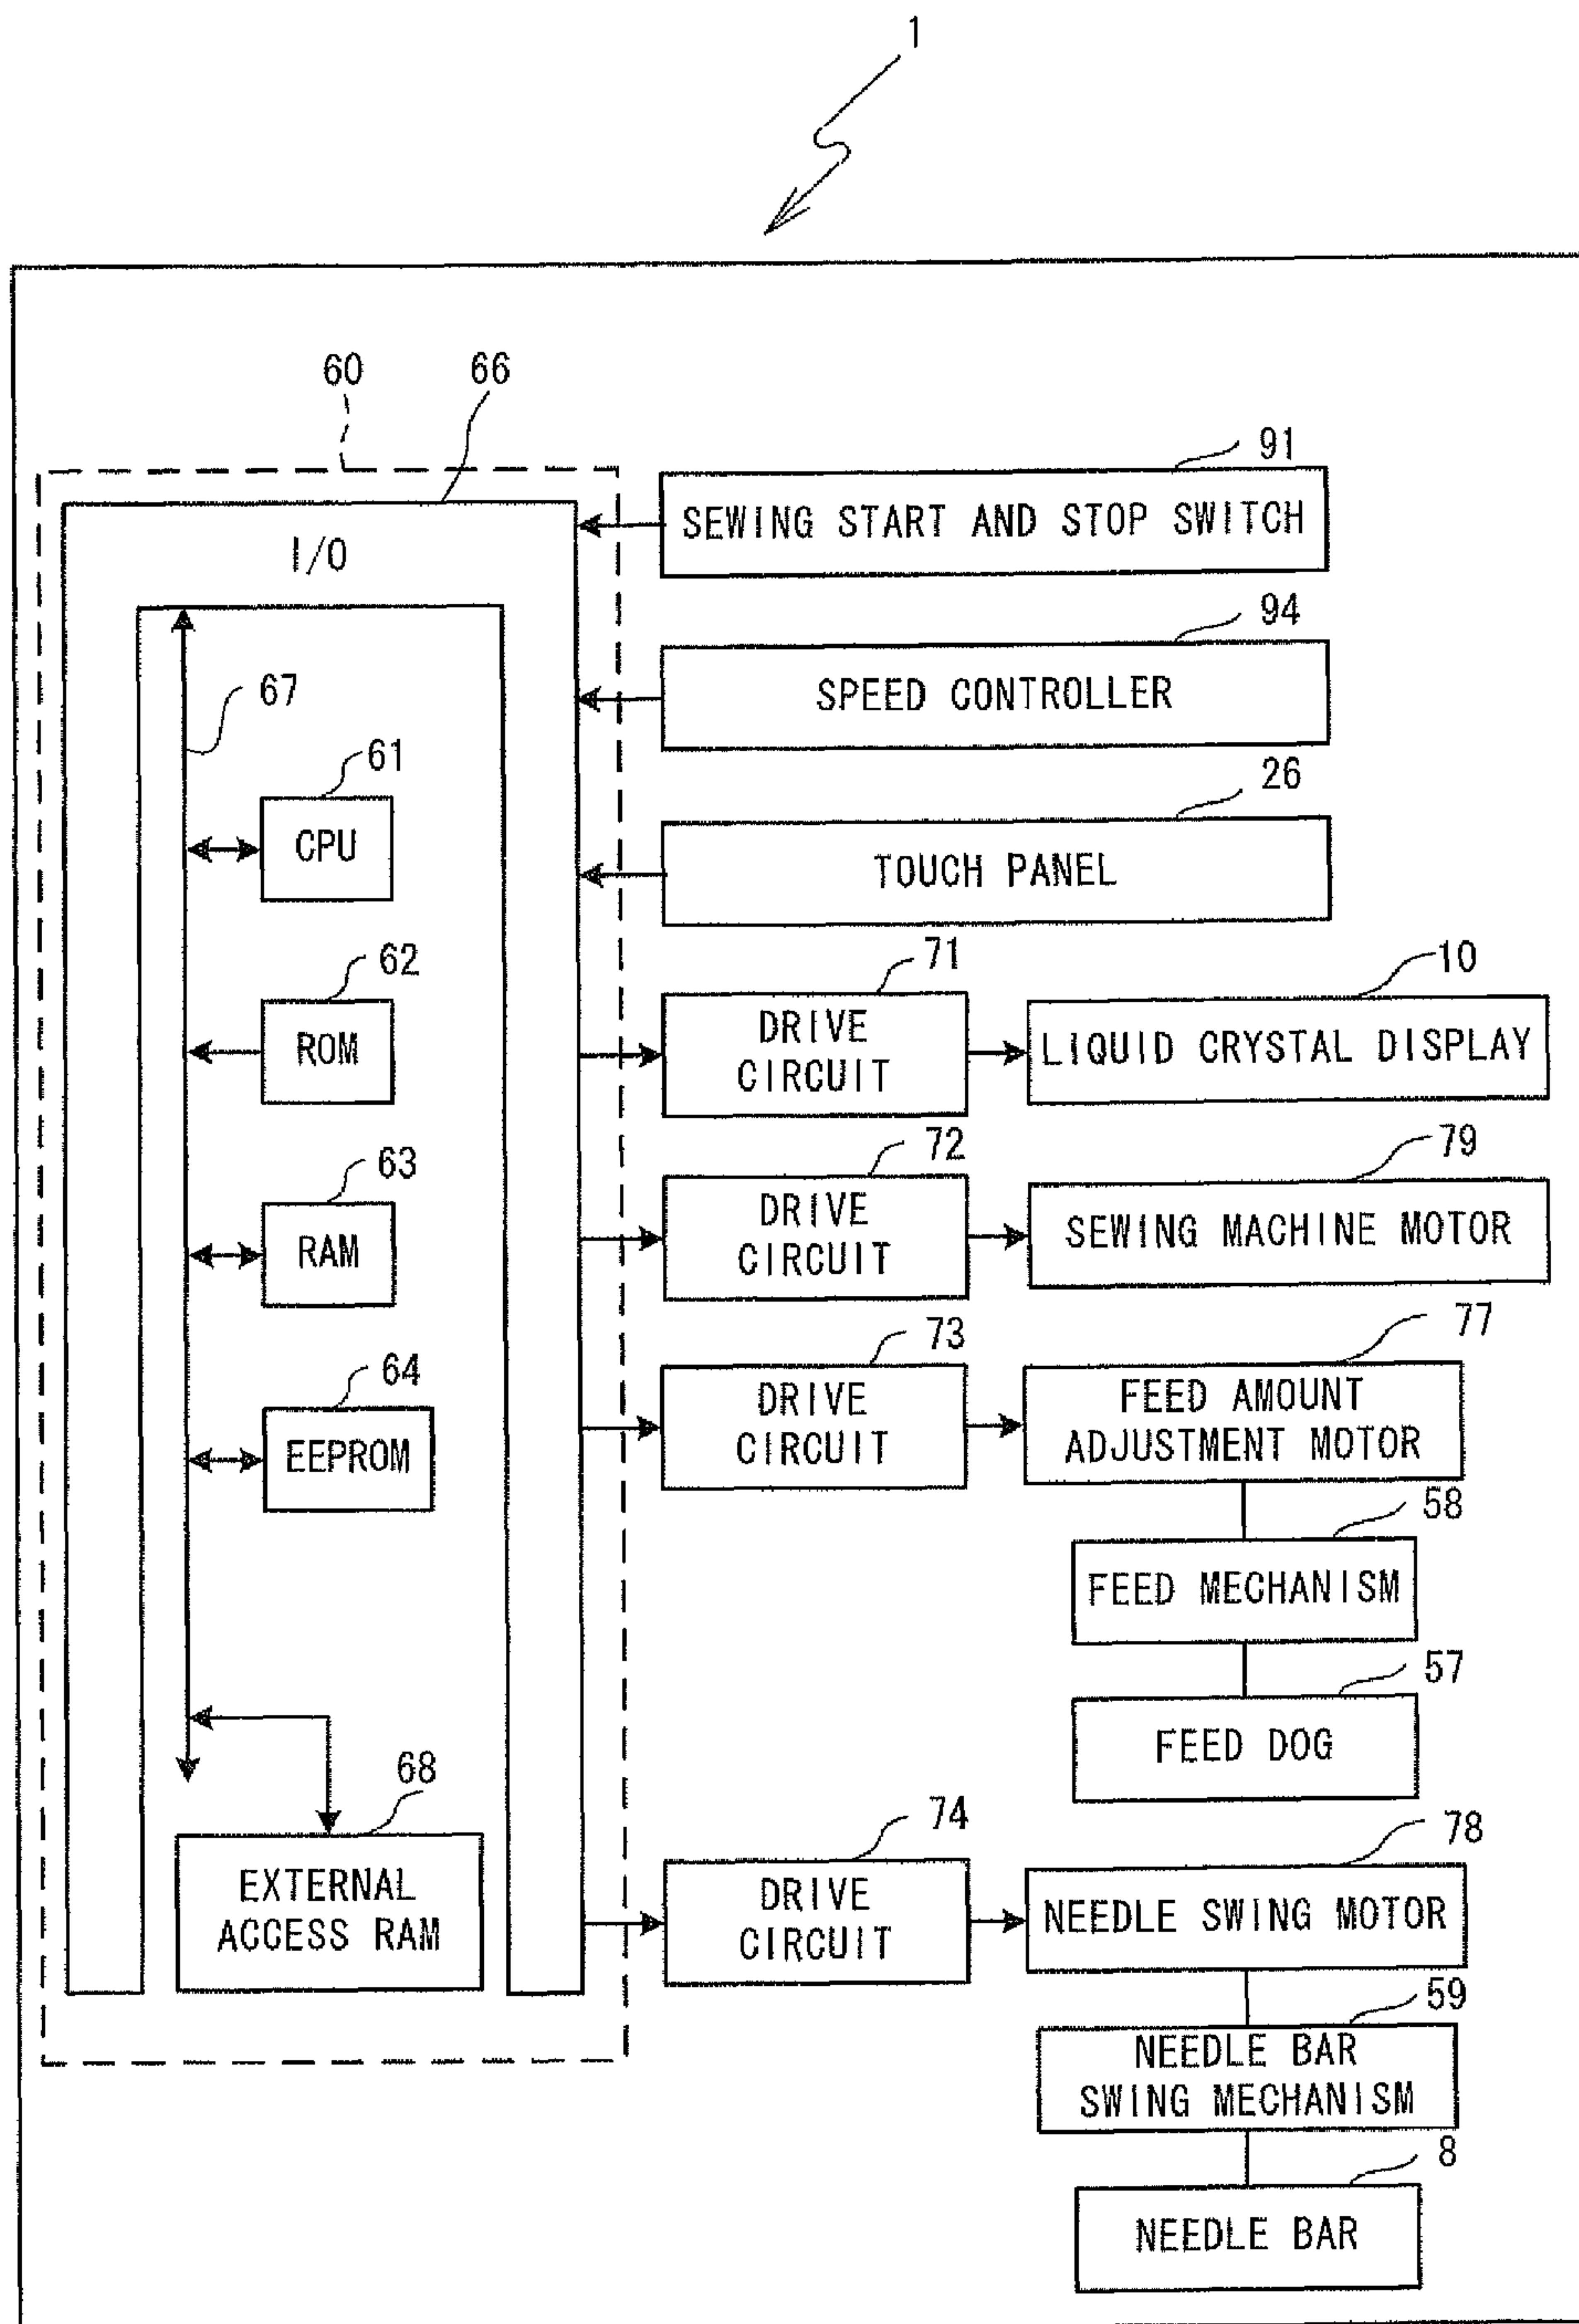 1
60
66
I/O
67
61
CPU
62
ROM
63
RAM
64
EEPROM
68
EXTERNAL
ACCESS RAM
91
SEWING START AND STOP SWITCH
94
SPEED CONTROLLER
26
TOUCH PANEL
71
DRIVE
CIRCUIT
10
LIQUID CRYSTAL DISPLAY
72
DRIVE
CIRCUIT
79
SEWING MACHINE MOTOR
73
DRIVE
CIRCUIT
77
FEED AMOUNT
ADJUSTMENT MOTOR
58
FEED MECHANISM
57
FEED DOG
74
DRIVE
CIRCUIT
78
NEEDLE SWING MOTOR
59
NEEDLE BAR
SWING MECHANISM
8
NEEDLE BAR